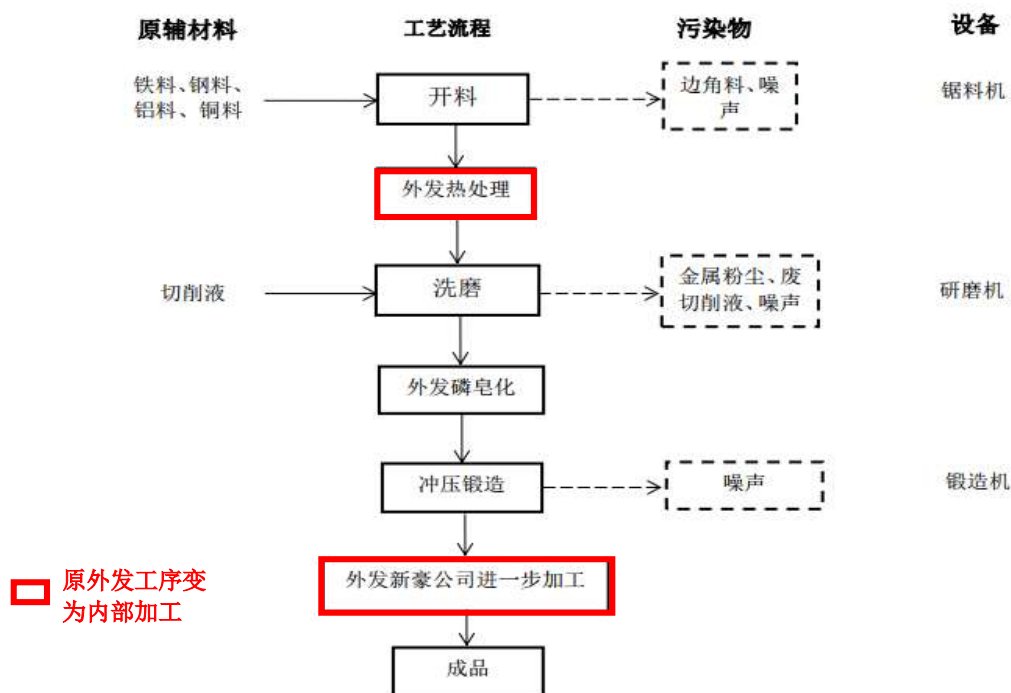 原辅材料 工艺流程 污染物 设备
铁料、钢料、
铝料、铜料
开料
边角料、噪
声
锯料机
外发热处理
切削液
洗磨
金属粉尘、废
切削液、噪声
研磨机
外发磷皂化
冲压锻造
噪声
锻造机
外发新豪公司进一步加工
原外发工序变
为内部加工
成品